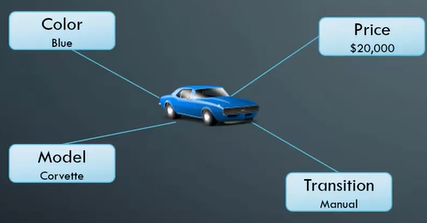 Color
Blue
Price
$20,000
Model
Corvette
Transition
Manual